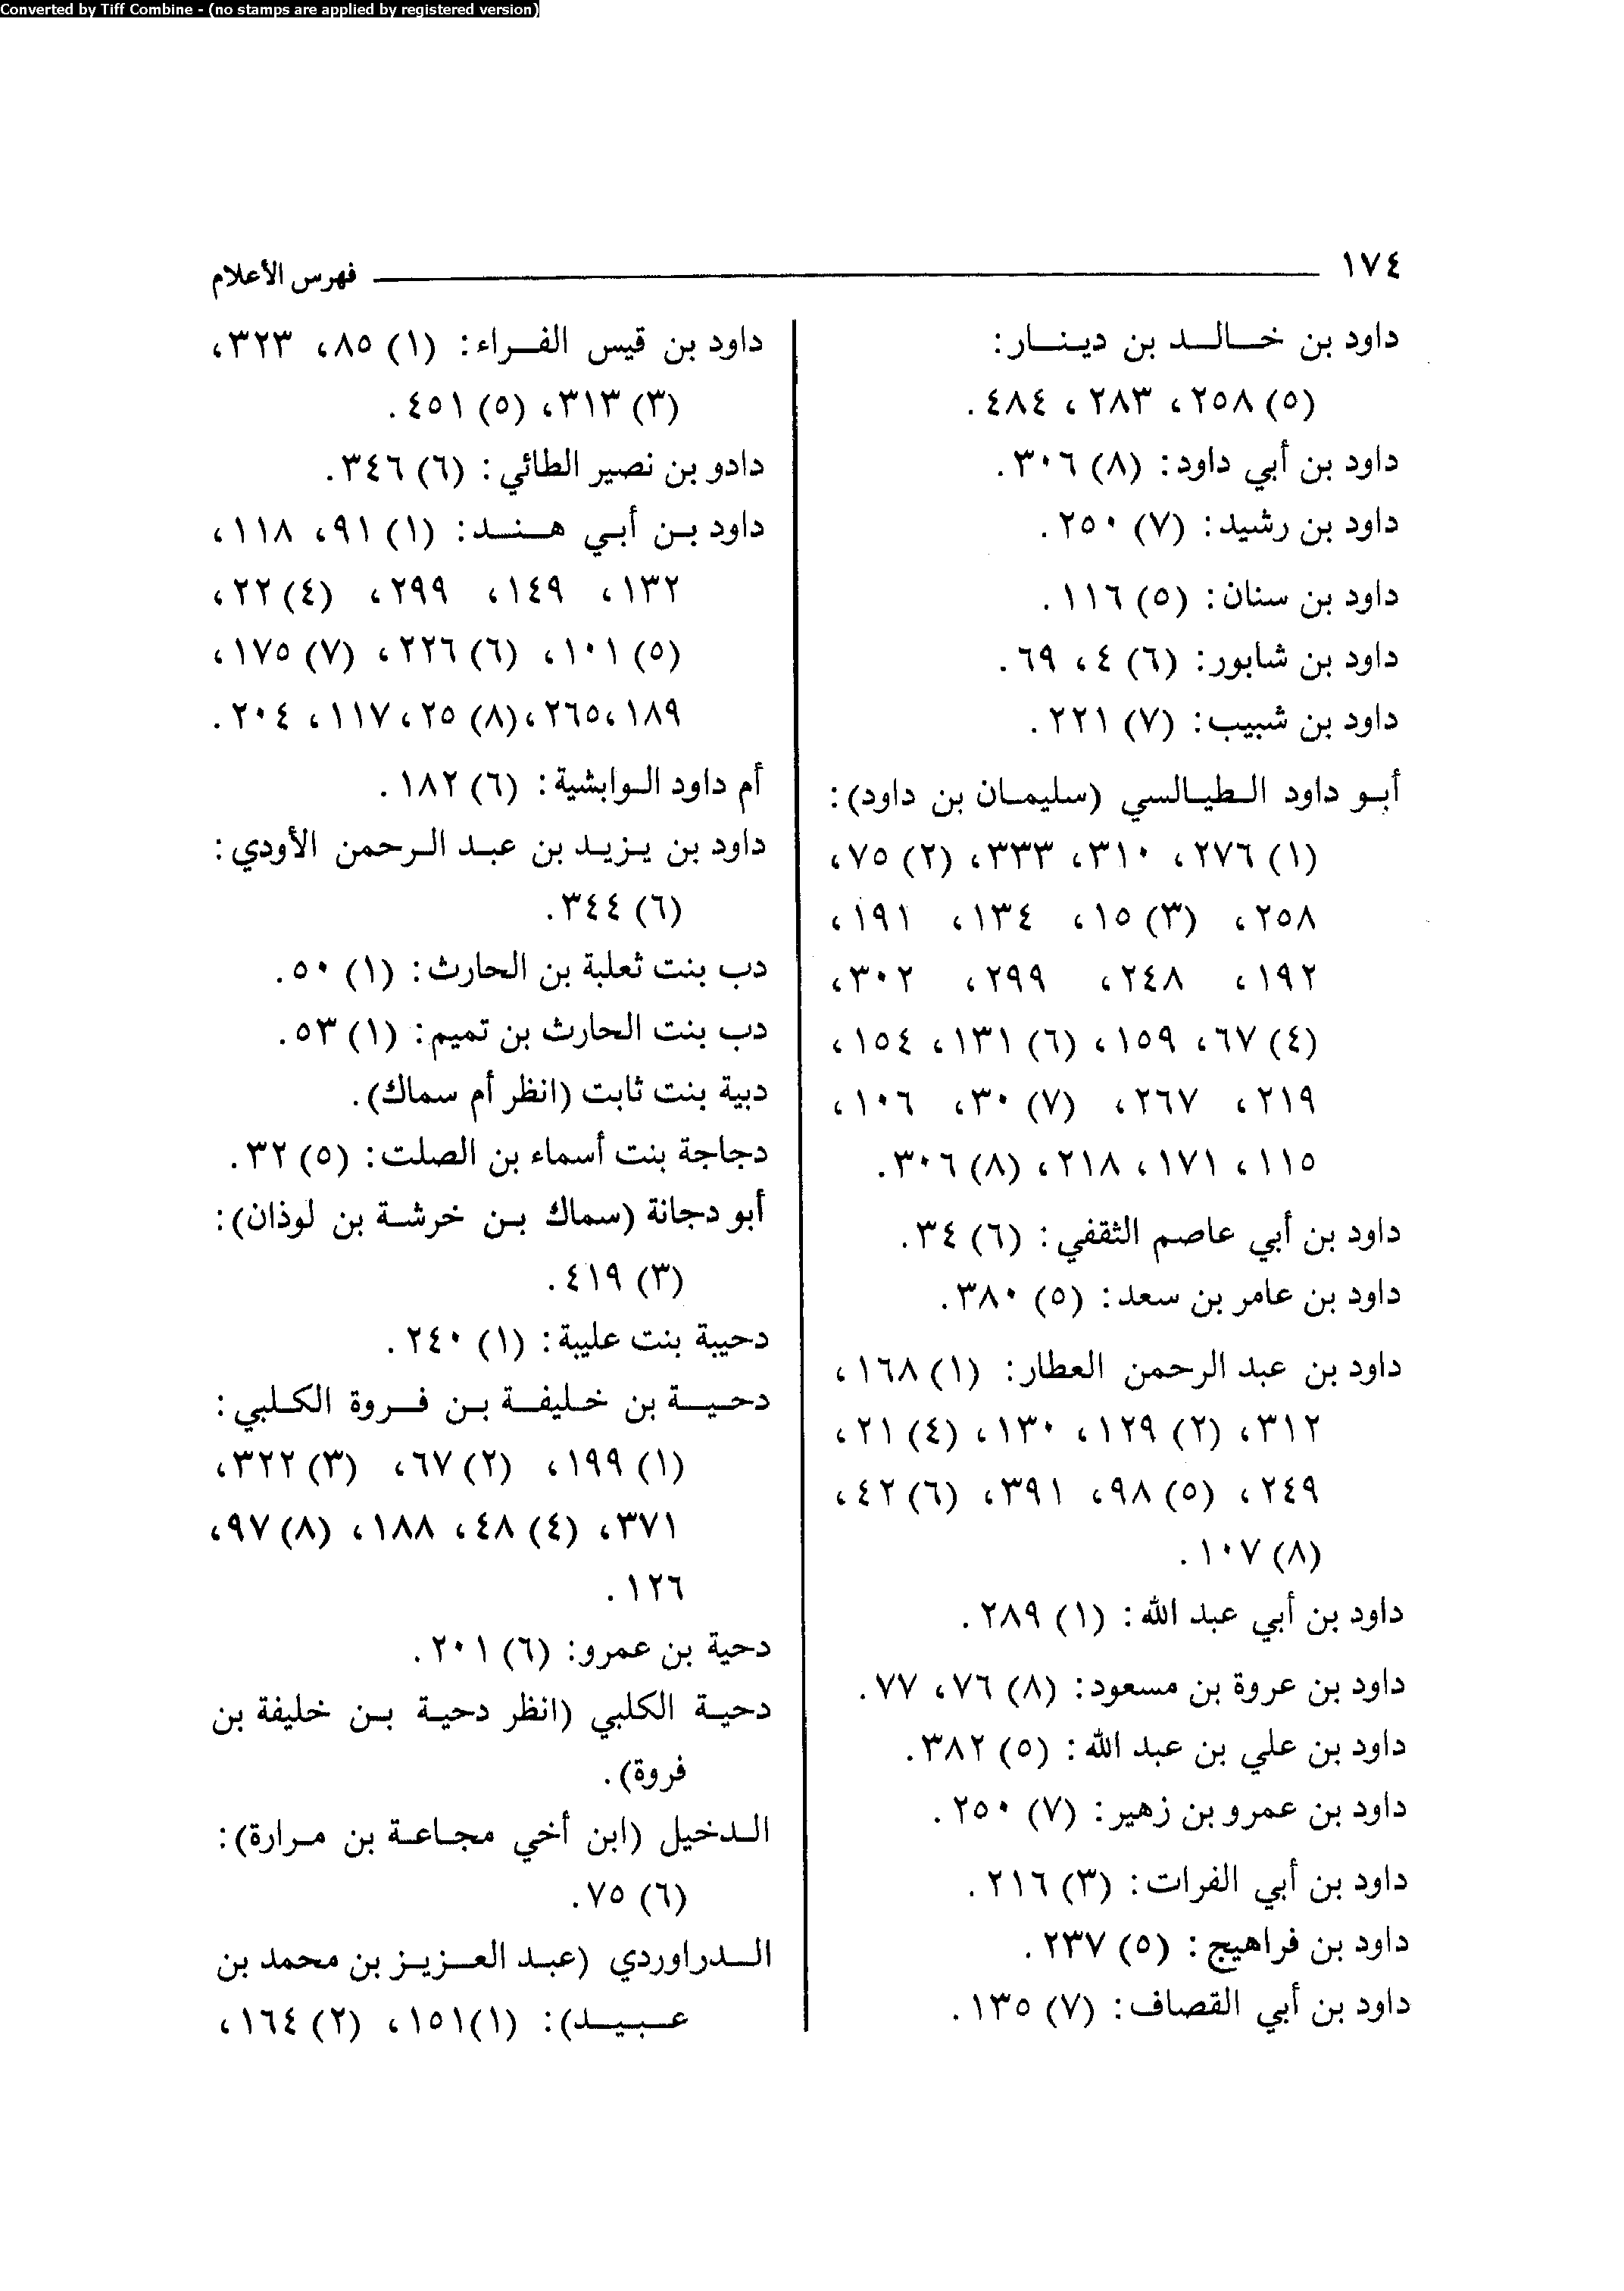 Converted by Tiff Combine - (no stamps are applied by registered version)
١٧٤
فهرس الأعلام
داود بن خالد بن دينار:
(٥) ٢٥٨، ٢٨٣، ٤٨٤.
داود بن أبي داود: (٨) ٣٠٦.
داود بن رشيد: (٧) ٢٥٠.
داود بن سنان: (٥) ١١٦.
داود بن شابور: (٦) ٤، ٦٩.
داود بن شبيب: (٧) ٢٢١.
أبو داود الطيالسي (سليمان بن داود):
(١) ٢٧٦، ٣١٠، ٣٣٣، (٢) ٧٥،
٢٥٨، (٣) ١٥، ١٣٤، ١٩١،
١٩٢، ٢٤٨، ٢٩٩، ٣٠٢،
(٤) ٦٧، ١٥٩، (٦) ١٣١، ١٥٤،
٢١٩، ٢٦٧، (٧) ٣٠، ١٠٦،
١١٥، ١٧١، ٢١٨، (٨) ٣٠٦.
داود بن أبي عاصم الثقفي: (٦) ٣٤.
داود بن عامر بن سعد: (٥) ٣٨٠.
داود بن عبد الرحمن العطار: (١) ١٦٨،
٣١٢، (٢) ١٢٩، ١٣٠، (٤) ٢١،
٢٤٩، (٥) ٩٨، ٣٩١، (٦) ٤٢،
(٨) ١٠٧.
داود بن أبي عبد الله: (١) ٢٨٩.
داود بن عروة بن مسعود: (٨) ٧٦، ٧٧.
داود بن علي بن عبد الله: (٥) ٣٨٢.
داود بن عمرو بن زهير: (٧) ٢٥٠.
داود بن أبي الفرات: (٣) ٢١٦.
داود بن فراهيج: (٥) ٢٣٧.
داود بن أبي القصاف: (٧) ١٣٥.
داود بن قيس الفراء: (١) ٨٥، ٣٢٣،
(٣) ٣١٣، (٥) ٤٥١.
دادو بن نصير الطائي: (٦) ٣٤٦.
داود بن أبي هند: (١) ٩١، ١١٨،
١٣٢، ١٤٩، ٢٩٩، (٤) ٢٢،
(٥) ١٠١، (٦) ٢٢٦، (٧) ١٧٥،
١٨٩، ٢٦٥، (٨) ٢٥، ١١٧، ٢٠٤.
أم داود الوابشية: (٦) ١٨٢.
داود بن يزيد بن عبد الرحمن الأودي:
(٦) ٣٤٤.
دب بنت ثعلبة بن الحارث: (١) ٥٠.
دب بنت الحارث بن تميم: (١) ٥٣.
دبية بنت ثابت (انظر أم سماك).
دجاجة بنت أسماء بن الصلت: (٥) ٣٢.
أبو دجانة (سماك بن خرشة بن لوذان):
(٣) ٤١٩.
دحيبة بنت عليبة: (١) ٢٤٠.
دحية بن خليفة بن فروة الكلبي:
(١) ١٩٩، (٢) ٦٧، (٣) ٣٢٢،
٣٧١، (٤) ٤٨، ١٨٨، (٨) ٩٧،
١٢٦.
دحية بن عمرو: (٦) ٢٠١.
دحية الكلبي (انظر دحية بن خليفة بن
فروة).
الدخيل (ابن أخي مجاعة بن مرارة):
(٦) ٧٥.
الدراوردي (عبد العزيز بن محمد بن
عبيد): (١) ١٥١، (٢) ١٦٤،